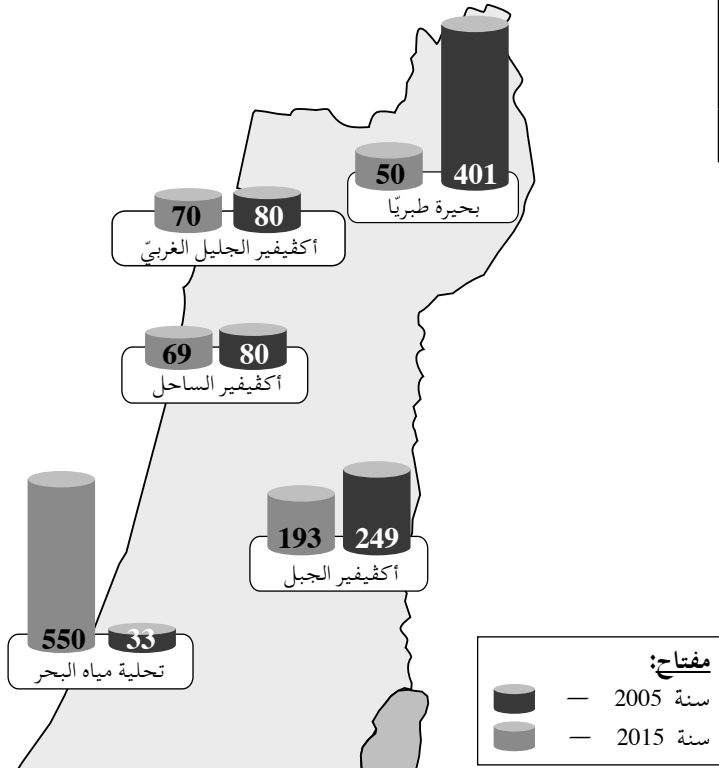 50 401
بحيرة طبريّا
70 80
أكڤيفير الجليل الغربيّ
69 80
أكڤيفير الساحل
193 249
أكڤيفير الجبل
550 33
تحلية مياه البحر
مفتاح:
سنة 2005 —
سنة 2015 —